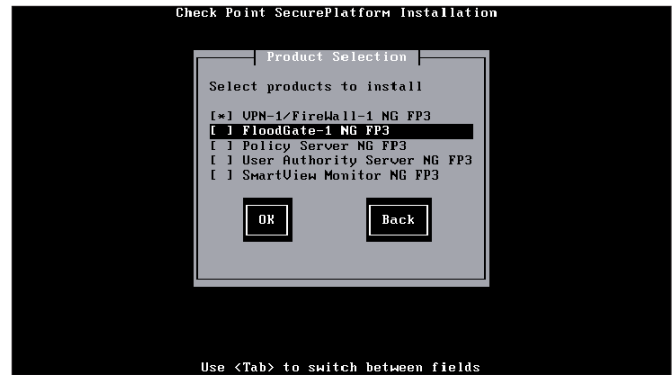 Check Point SecurePlatform Installation
Product Selection
Select products to install
[*] VPN-1/FireWall-1 NG FP3
[ ] FloodGate-1 NG FP3
[ ] Policy Server NG FP3
[ ] User Authority Server NG FP3
[ ] SmartView Monitor NG FP3
OK Back
Use <Tab> to switch between fields